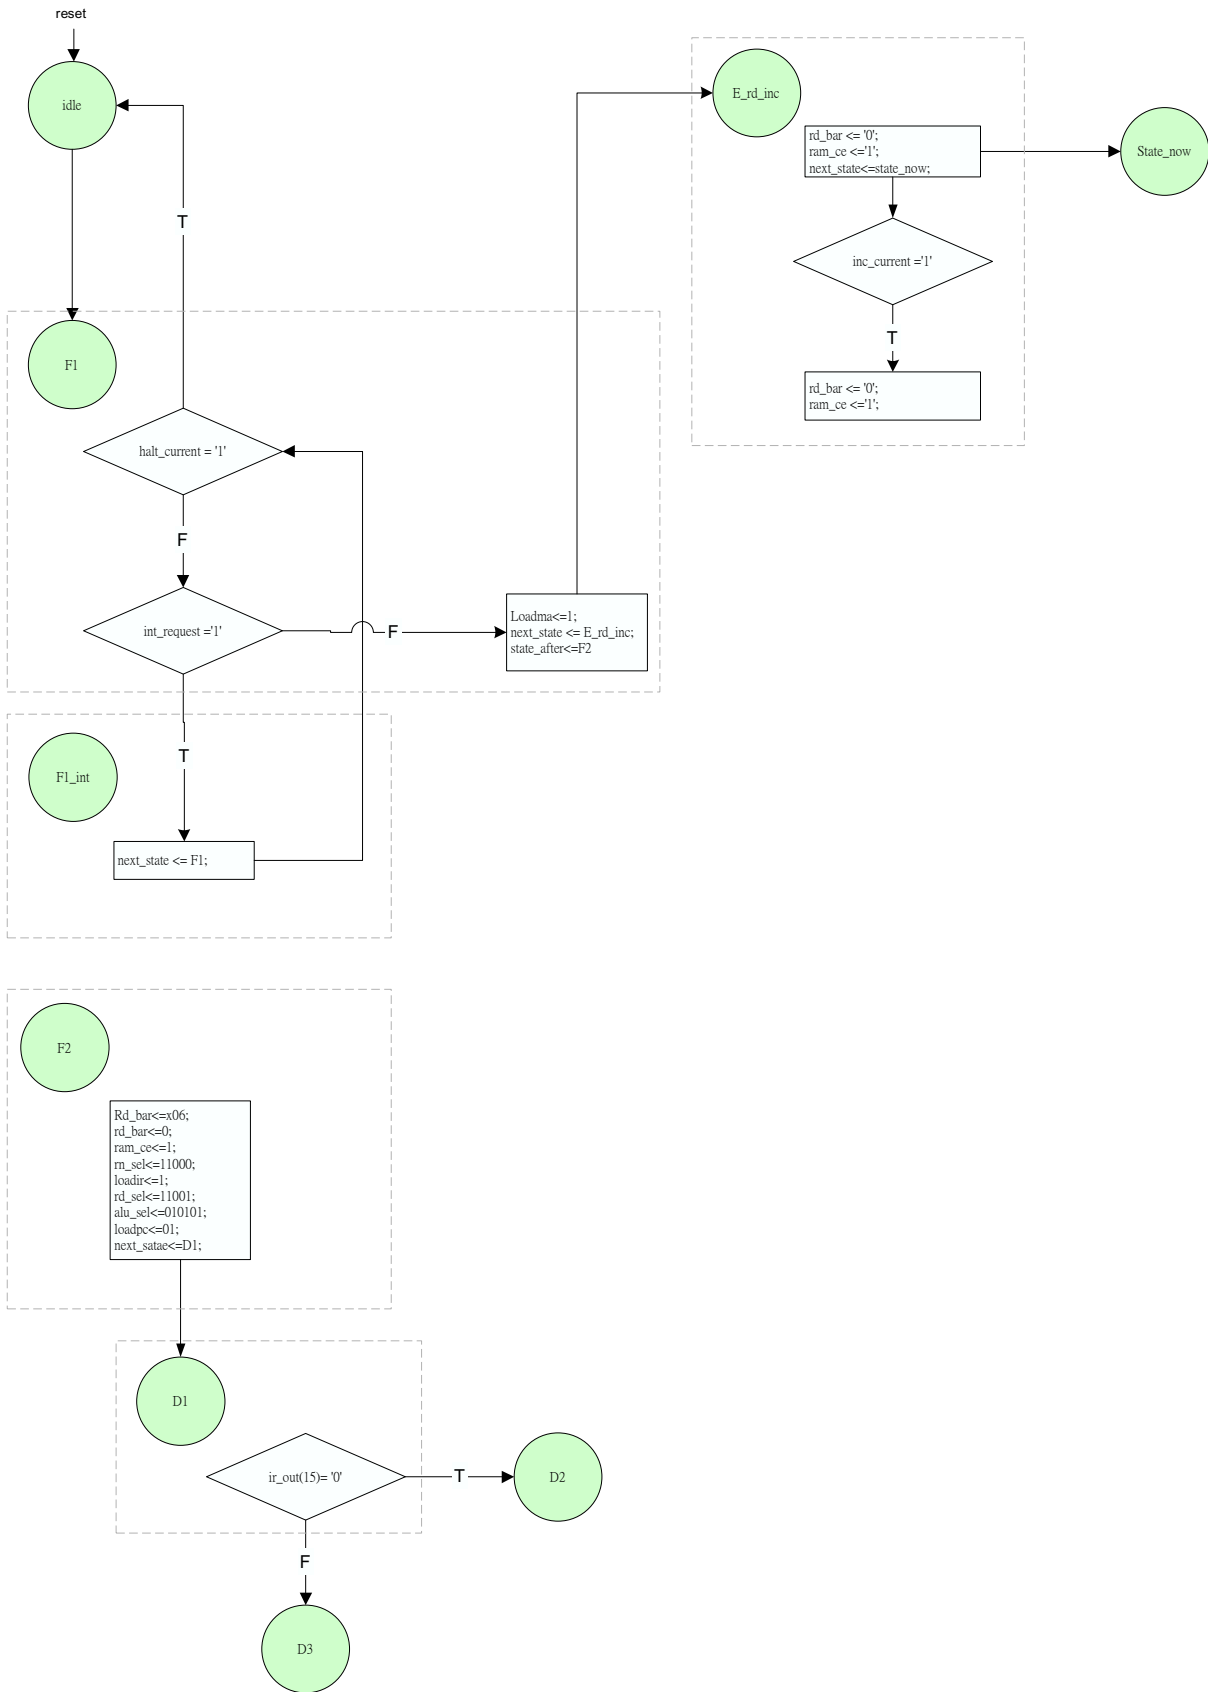 reset
idle
T
F1
halt_current = '1'
F
int_request ='1'
F
Loadma<=1;
next_state <= E_rd_inc;
state_after<=F2
T
F1_int
next_state <= F1;
E_rd_inc
rd_bar <= '0';
ram_ce <='1';
next_state<=state_now;
State_now
inc_current ='1'
T
rd_bar <= '0';
ram_ce <='1';
F2
Rd_bar<=x06;
rd_bar<=0;
ram_ce<=1;
rn_sel<=11000;
loadir<=1;
rd_sel<=11001;
alu_sel<=010101;
loadpc<=01;
next_satae<=D1;
D1
ir_out(15)= '0'
T
D2
F
D3